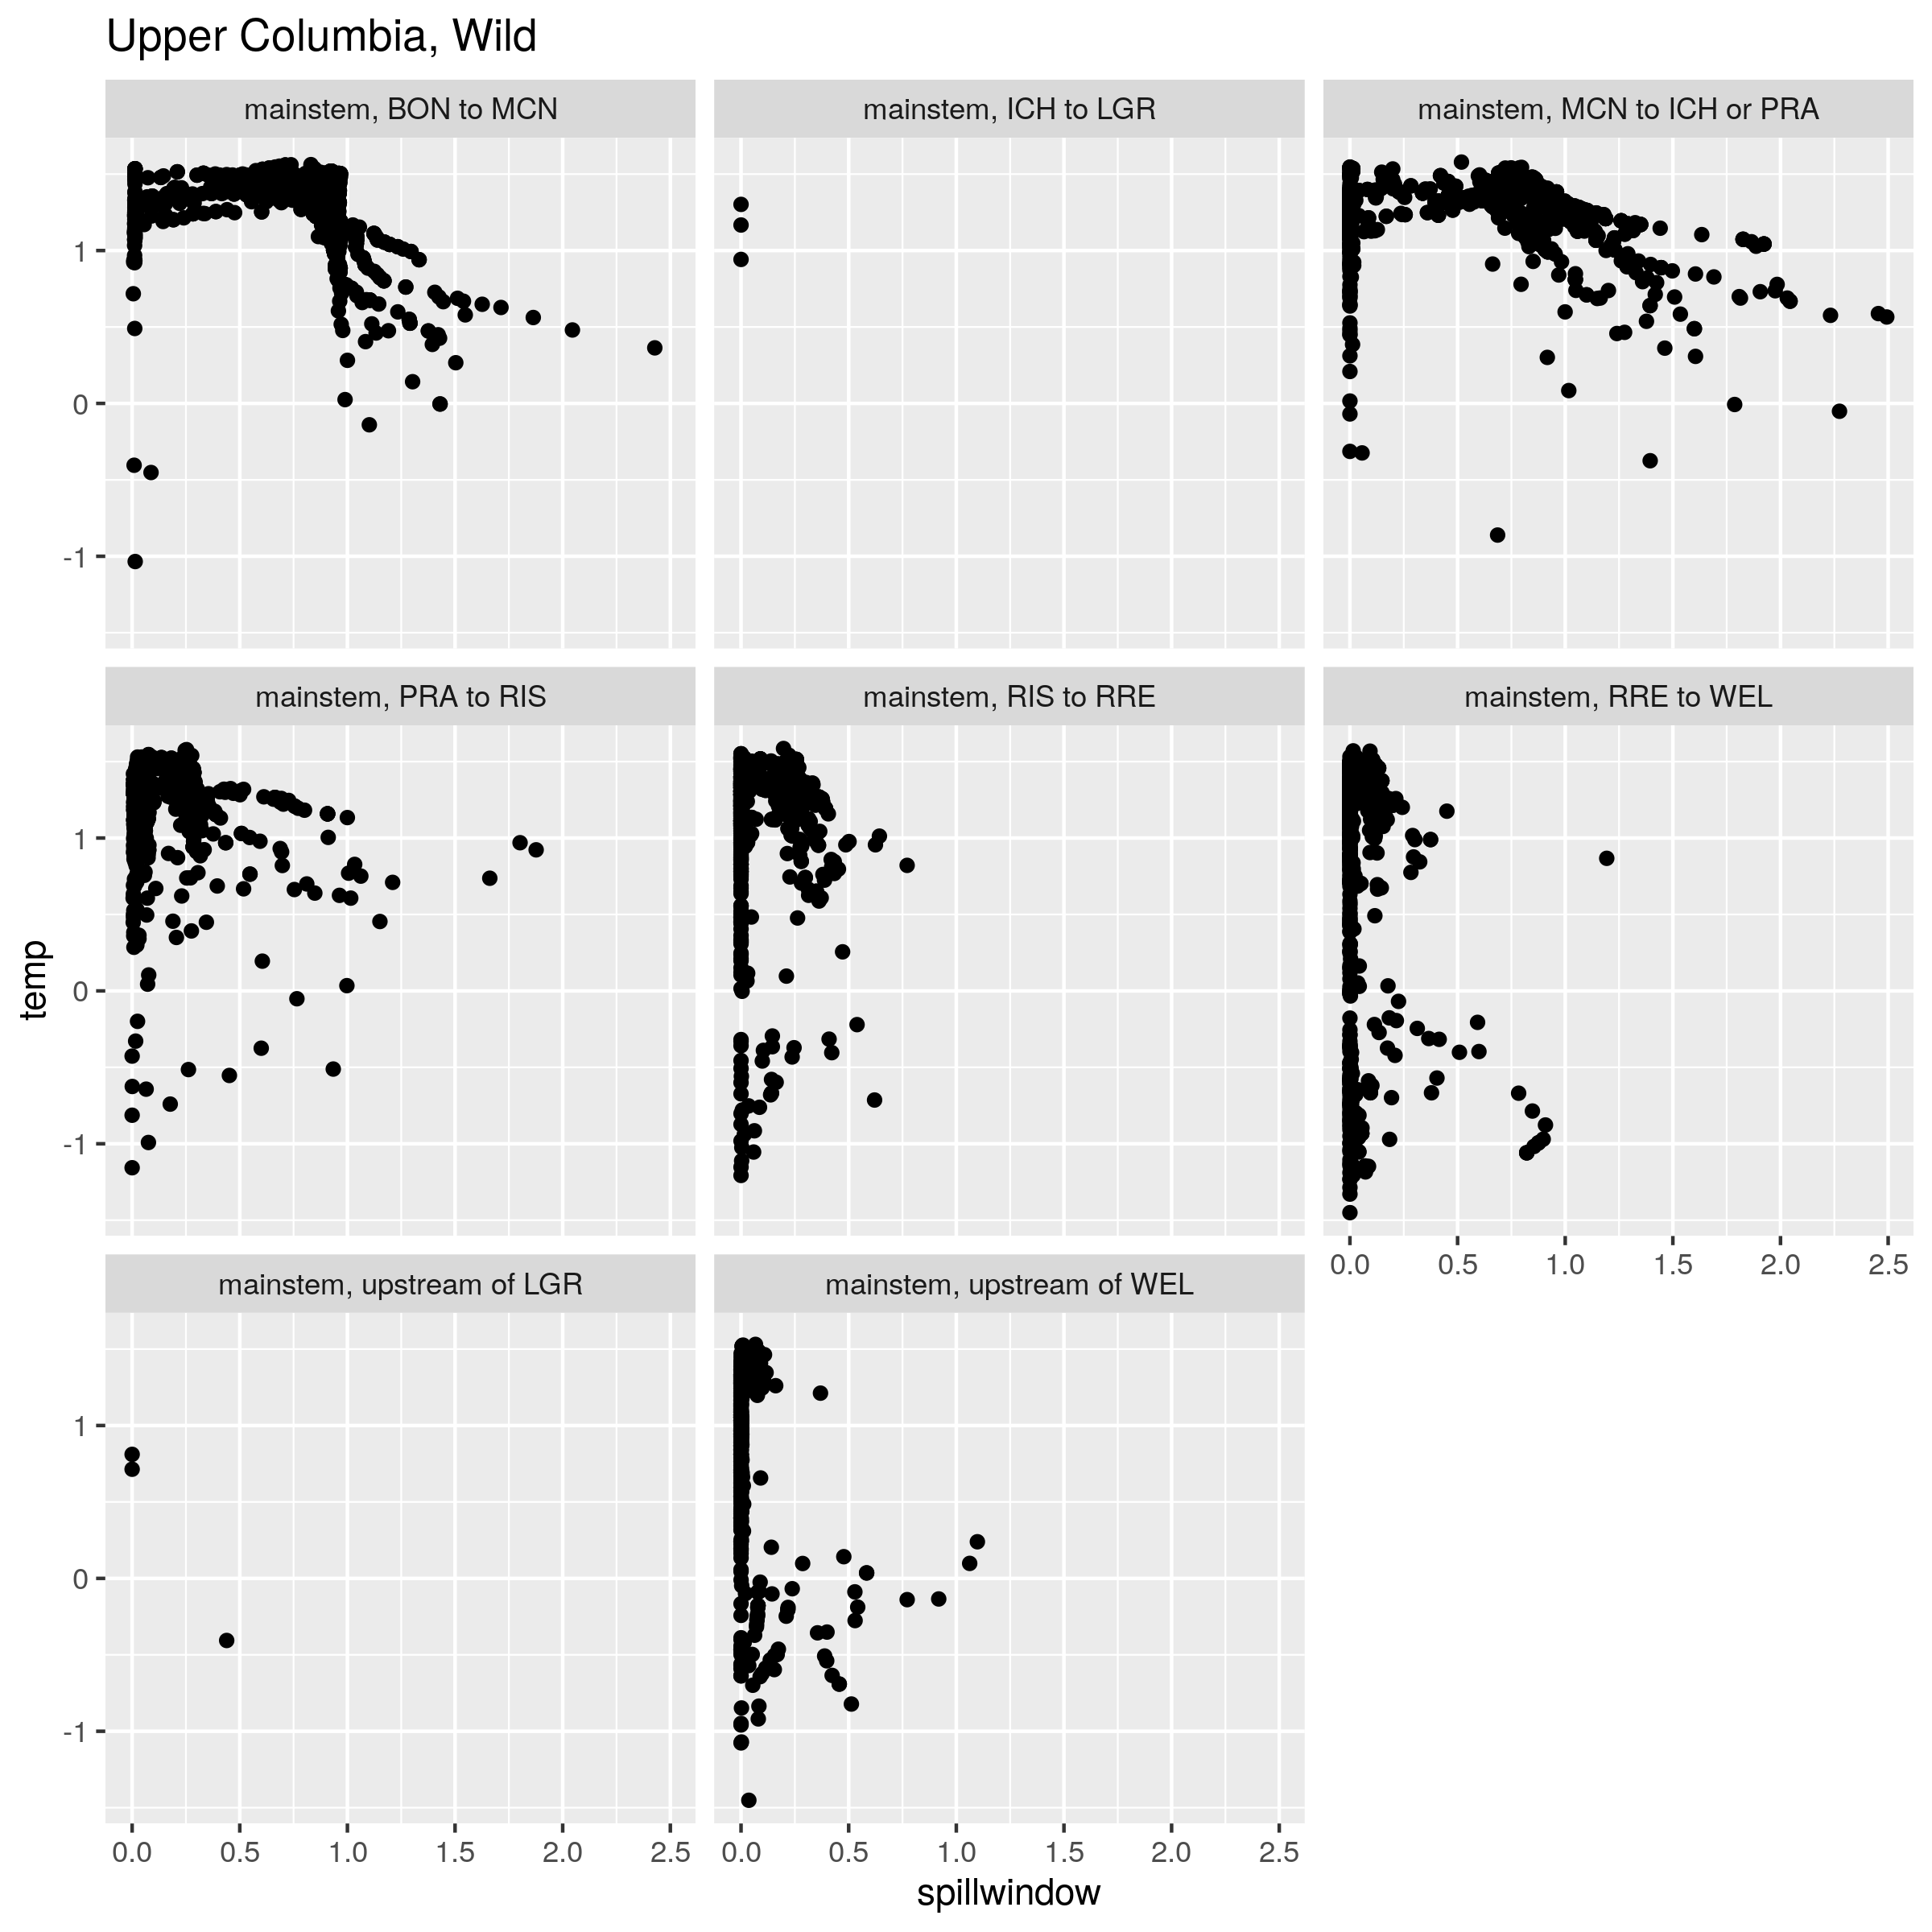 Upper Columbia, Wild
mainstem, BON to MCN
mainstem, ICH to LGR
mainstem, MCN to ICH or PRA
1
0
-1
mainstem, PRA to RIS
mainstem, RIS to RRE
mainstem, RRE to WEL
1
0
-1
0.0 0.5 1.0 1.5 2.0 2.5
mainstem, upstream of LGR
mainstem, upstream of WEL
1
0
-1
0.0 0.5 1.0 1.5 2.0 2.5
0.0 0.5 1.0 1.5 2.0 2.5
temp
spillwindow